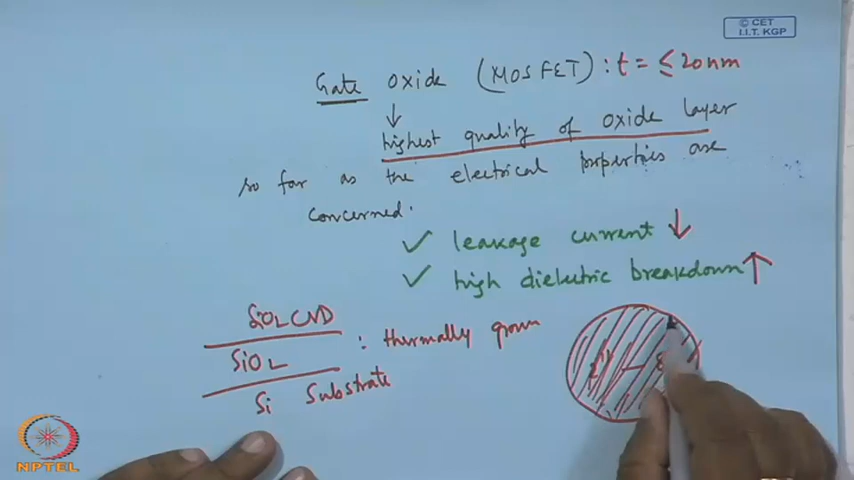 © CET
I.I.T. KGP
Gate oxide (MOSFET) : t = ≤ 20nm
↓
highest quality of oxide layer
so far as the electrical properties are
concerned.
✓ leakage current ↓
✓ high dielectric breakdown ↑
SiO2 CVD
SiO2 : thermally grown
Si Substrate
NPTEL